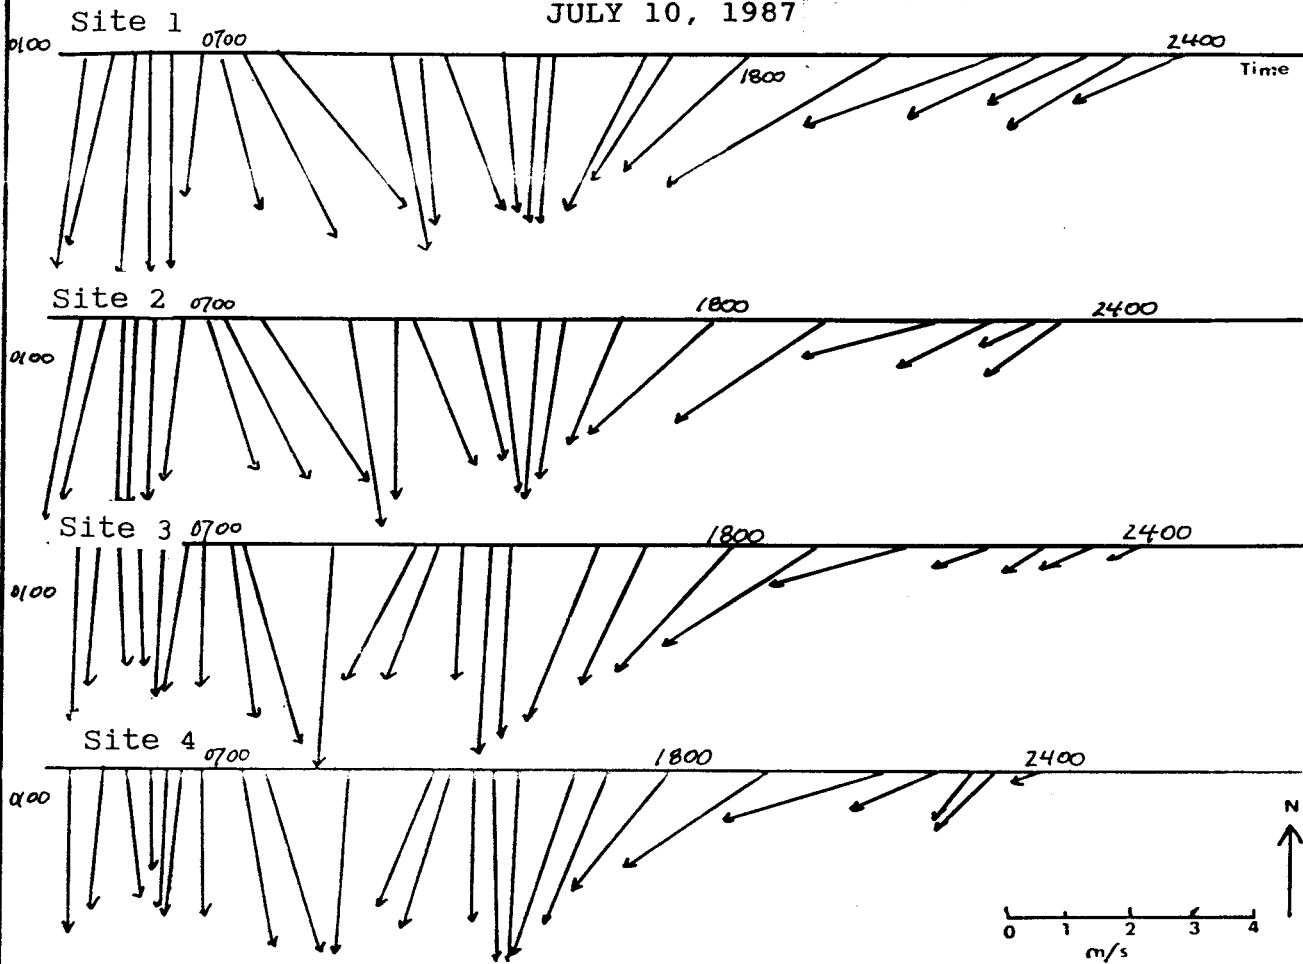 JULY 10, 1987
Site 1
0100 0700 2400
1800 Time
Site 2 0700 1800 2400
0100
Site 3 0700 1800 2400
0100
Site 4 0700 1800 2400
0100
N
0 1 2 3 4
m/s